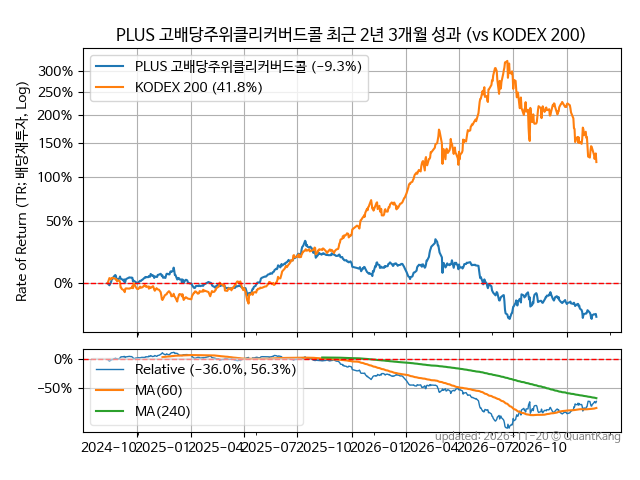 PLUS 고배당주위클리커버드콜 최근 2년 3개월 성과 (vs KODEX 200)
Rate of Return (TR: 배당재투자, Log)
PLUS 고배당주위클리커버드콜 (−9.3%)
KODEX 200 (41.8%)
300%
250%
200%
150%
100%
50%
0%
0%
−50%
Relative (−36.0%, 56.3%)
MA(60)
MA(240)
2024−10
2025−01
2025−04
2025−07
2025−10
2026−01
2026−04
2026−07
2026−10
updated: 2026−11−20 © QuantKang